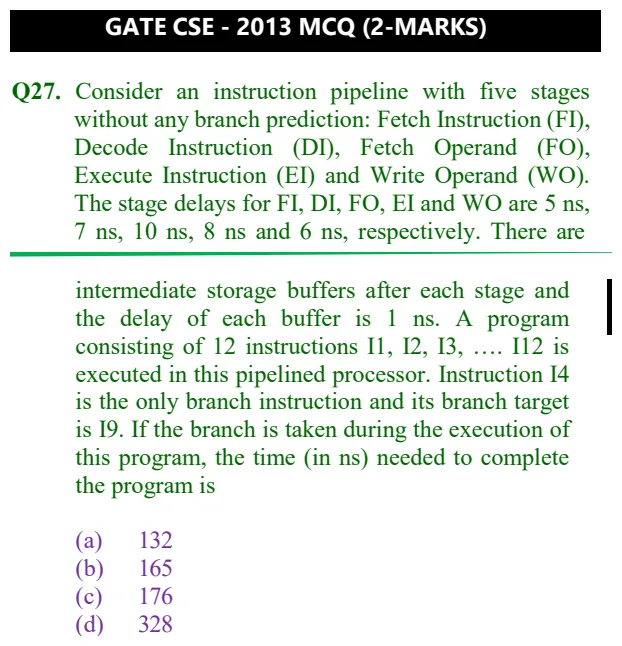 GATE CSE - 2013 MCQ (2-MARKS)
Q27. Consider an instruction pipeline with five stages
without any branch prediction: Fetch Instruction (FI),
Decode Instruction (DI), Fetch Operand (FO),
Execute Instruction (EI) and Write Operand (WO).
The stage delays for FI, DI, FO, EI and WO are 5 ns,
7 ns, 10 ns, 8 ns and 6 ns, respectively. There are
intermediate storage buffers after each stage and
the delay of each buffer is 1 ns. A program
consisting of 12 instructions I1, I2, I3, …. I12 is
executed in this pipelined processor. Instruction I4
is the only branch instruction and its branch target
is I9. If the branch is taken during the execution of
this program, the time (in ns) needed to complete
the program is
(a) 132
(b) 165
(c) 176
(d) 328